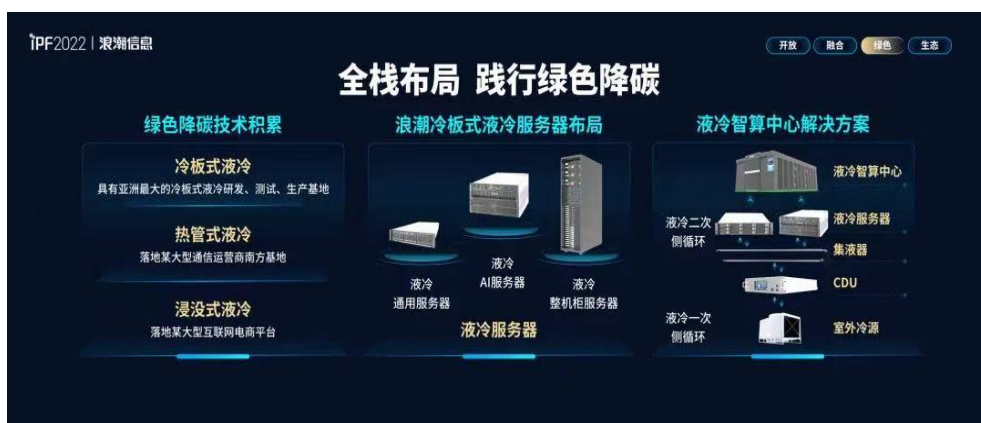 iPF2022 | 浪潮信息
开放 融合 绿色 生态
全栈布局 践行绿色降碳
绿色降碳技术积累
冷板式液冷
具有亚洲最大的冷板式液冷研发、测试、生产基地
热管式液冷
落地某大型通信运营商南方基地
浸没式液冷
落地某大型互联网电商平台
浪潮冷板式液冷服务器布局
液冷
通用服务器
液冷
AI服务器
液冷
整机柜服务器
液冷服务器
液冷智算中心解决方案
液冷智算中心
液冷二次
侧循环
液冷服务器
集液器
CDU
液冷一次
侧循环
室外冷源